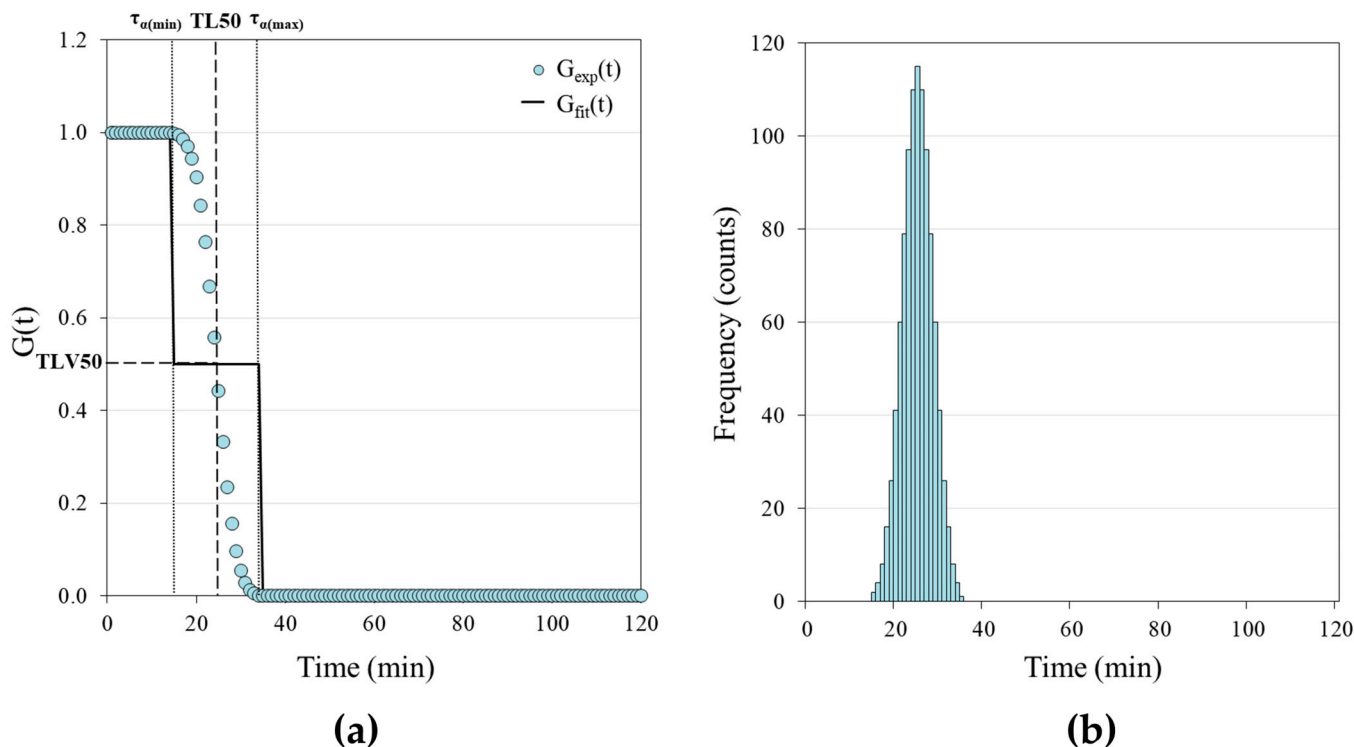 τα(min) TL50 τα(max)
1.2
1.0
0.8
0.6
0.4
0.2
0.0
TLV50
G(t)
Gexp(t)
Gfit(t)
0 20 40 60 80 100 120
Time (min)
(a)
120
100
80
60
40
20
0
Frequency (counts)
0 20 40 60 80 100 120
Time (min)
(b)